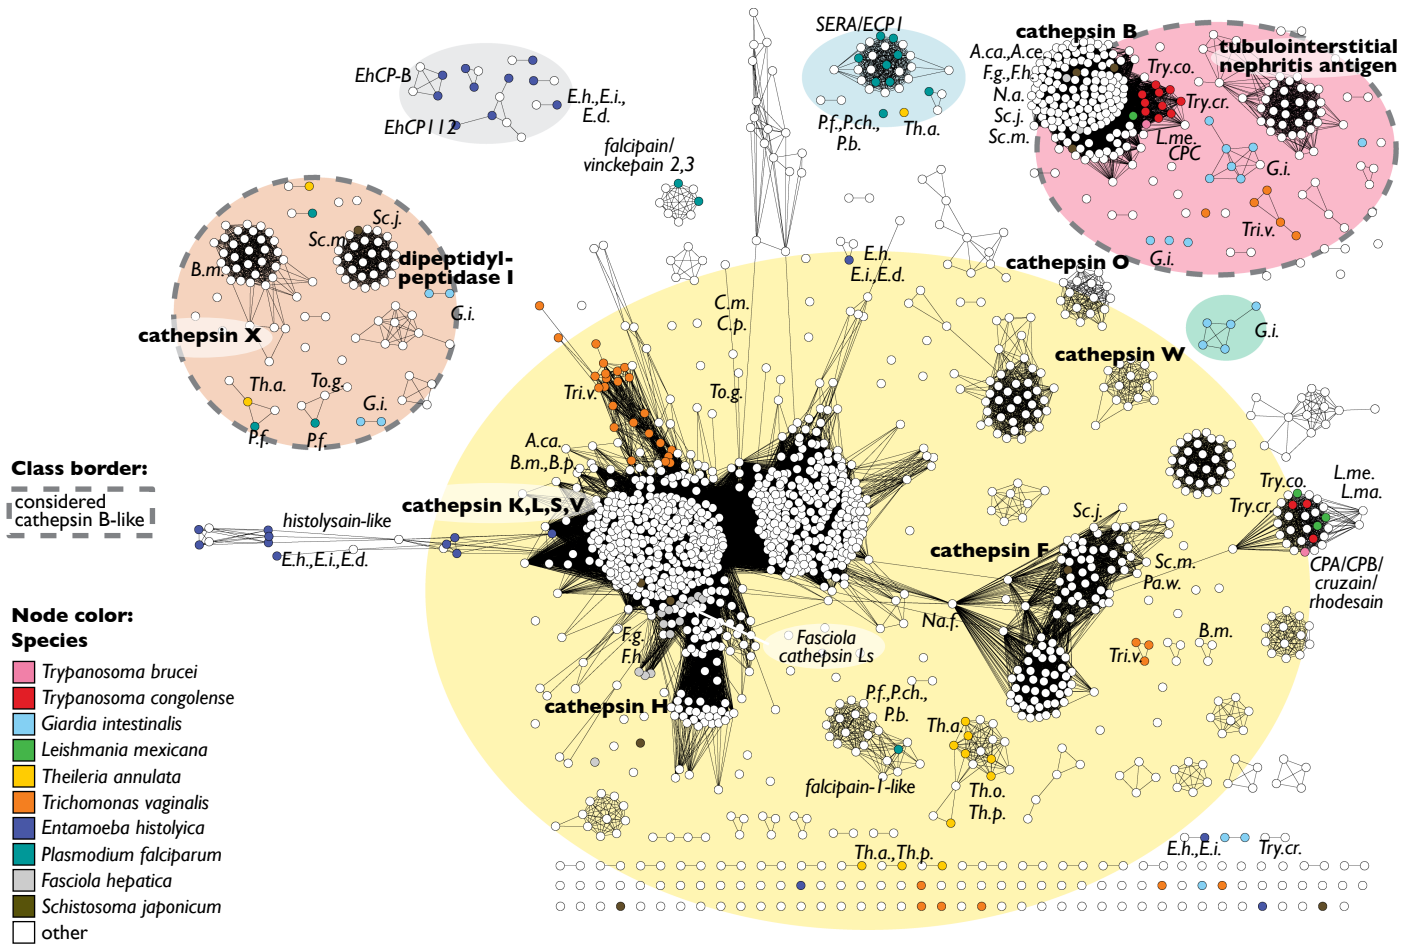 SERA/ECP1
P.f.,P.ch.,
P.b.
Th.a.
EhCP-B
EhCP112
E.h.,E.i.,
E.d.
falcipain/
vinckepain 2,3
cathepsin B
A.ca.,A.ce.
F.g.,F.h.
N.a.
Sc.j.
Sc.m.
Try.co.
Try.cr.
L.me.
CPC
tubulointerstitial
nephritis antigen
G.i.
Tri.v.
G.i.
Sc.j.
Sc.m.
B.m.
dipeptidyl-
peptidase I
G.i.
cathepsin X
Th.a.
To.g.
P.f.
P.f.
G.i.
E.h.
E.i.,E.d.
cathepsin O
C.m.
C.p.
cathepsin W
G.i.
Tri.v.
To.g.
A.ca.
B.m.,B.p.
cathepsin K,L,S,V
histolysain-like
E.h.,E.i.,E.d.
Sc.j.
cathepsin F
Sc.m.
Pa.w.
Na.f.
Try.co.
Try.cr.
L.me.
L.ma.
CPA/CPB/
cruzain/
rhodesain
F.g.
F.h.
Fasciola
cathepsin Ls
cathepsin H
Tri.v.
B.m.
P.f.,P.ch.,
P.b.
falcipain-1-like
Th.a.
Th.o.
Th.p.
Th.a.,Th.p.
E.h.,E.i.
Try.cr.
Class border:
considered
cathepsin B-like
Node color:
Species
Trypanosoma brucei
Trypanosoma congolense
Giardia intestinalis
Leishmania mexicana
Theileria annulata
Trichomonas vaginalis
Entamoeba histolyica
Plasmodium falciparum
Fasciola hepatica
Schistosoma japonicum
other